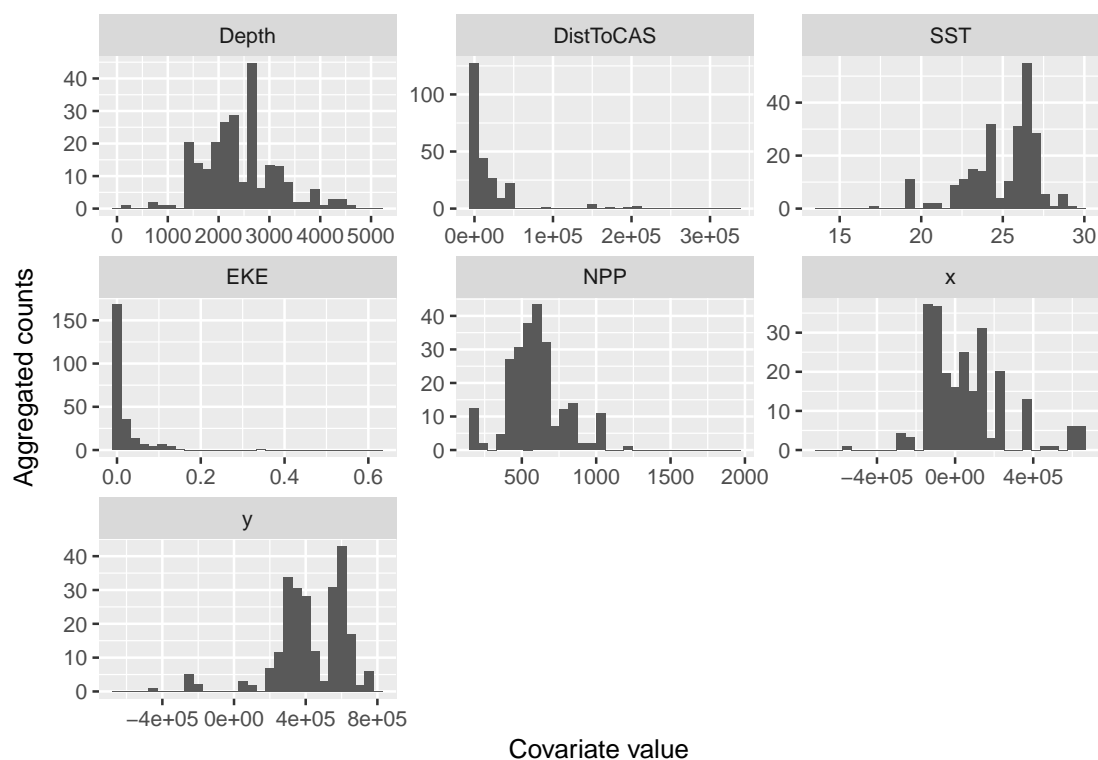 Depth
DistToCAS
SST
40
30
20
10
0
100
50
0
40
20
0
0 1000 2000 3000 4000 5000
0e+00 1e+05 2e+05 3e+05
15 20 25 30
EKE
NPP
x
150
100
50
0
40
30
20
10
0
30
20
10
0
0.0 0.2 0.4 0.6
500 1000 1500 2000
−4e+05 0e+00 4e+05
y
40
30
20
10
0
−4e+05 0e+00 4e+05 8e+05
Aggregated counts
Covariate value